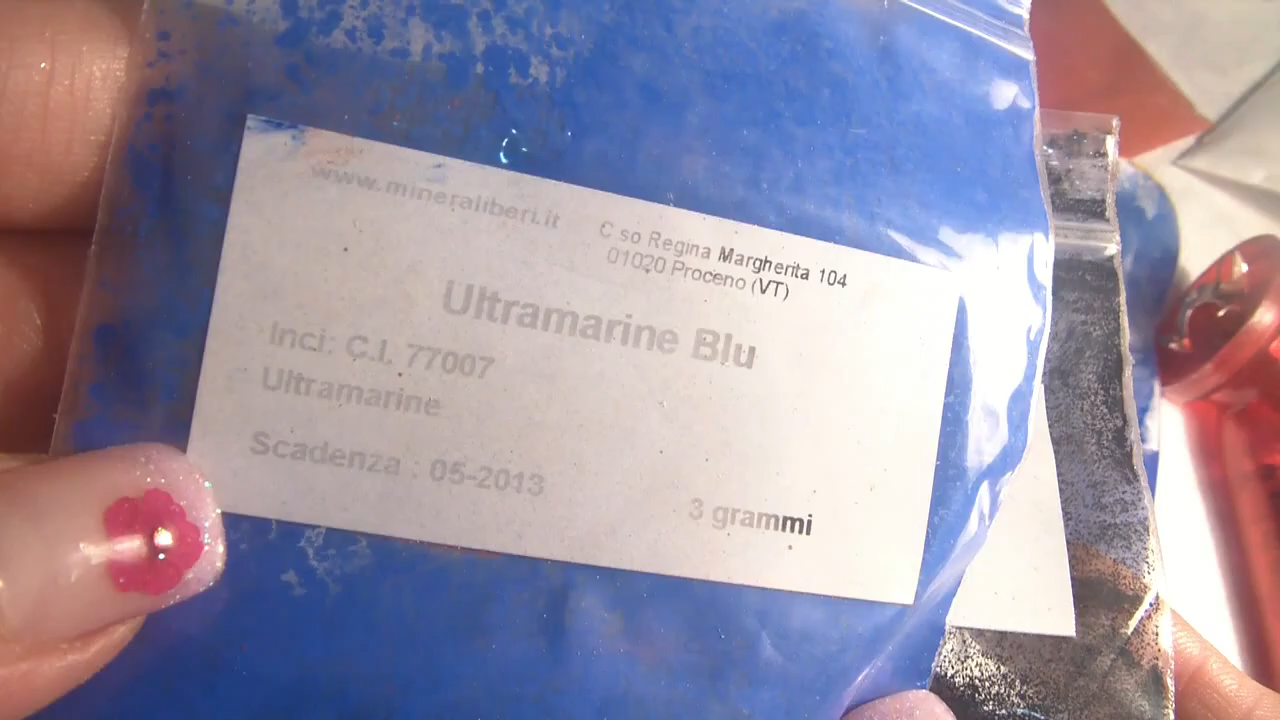 www.mineraliberi.it
C so Regina Margherita 104
01020 Proceno (VT)
Ultramarine Blu
Inci: C.I. 77007
Ultramarine
Scadenza : 05-2013
3 grammi